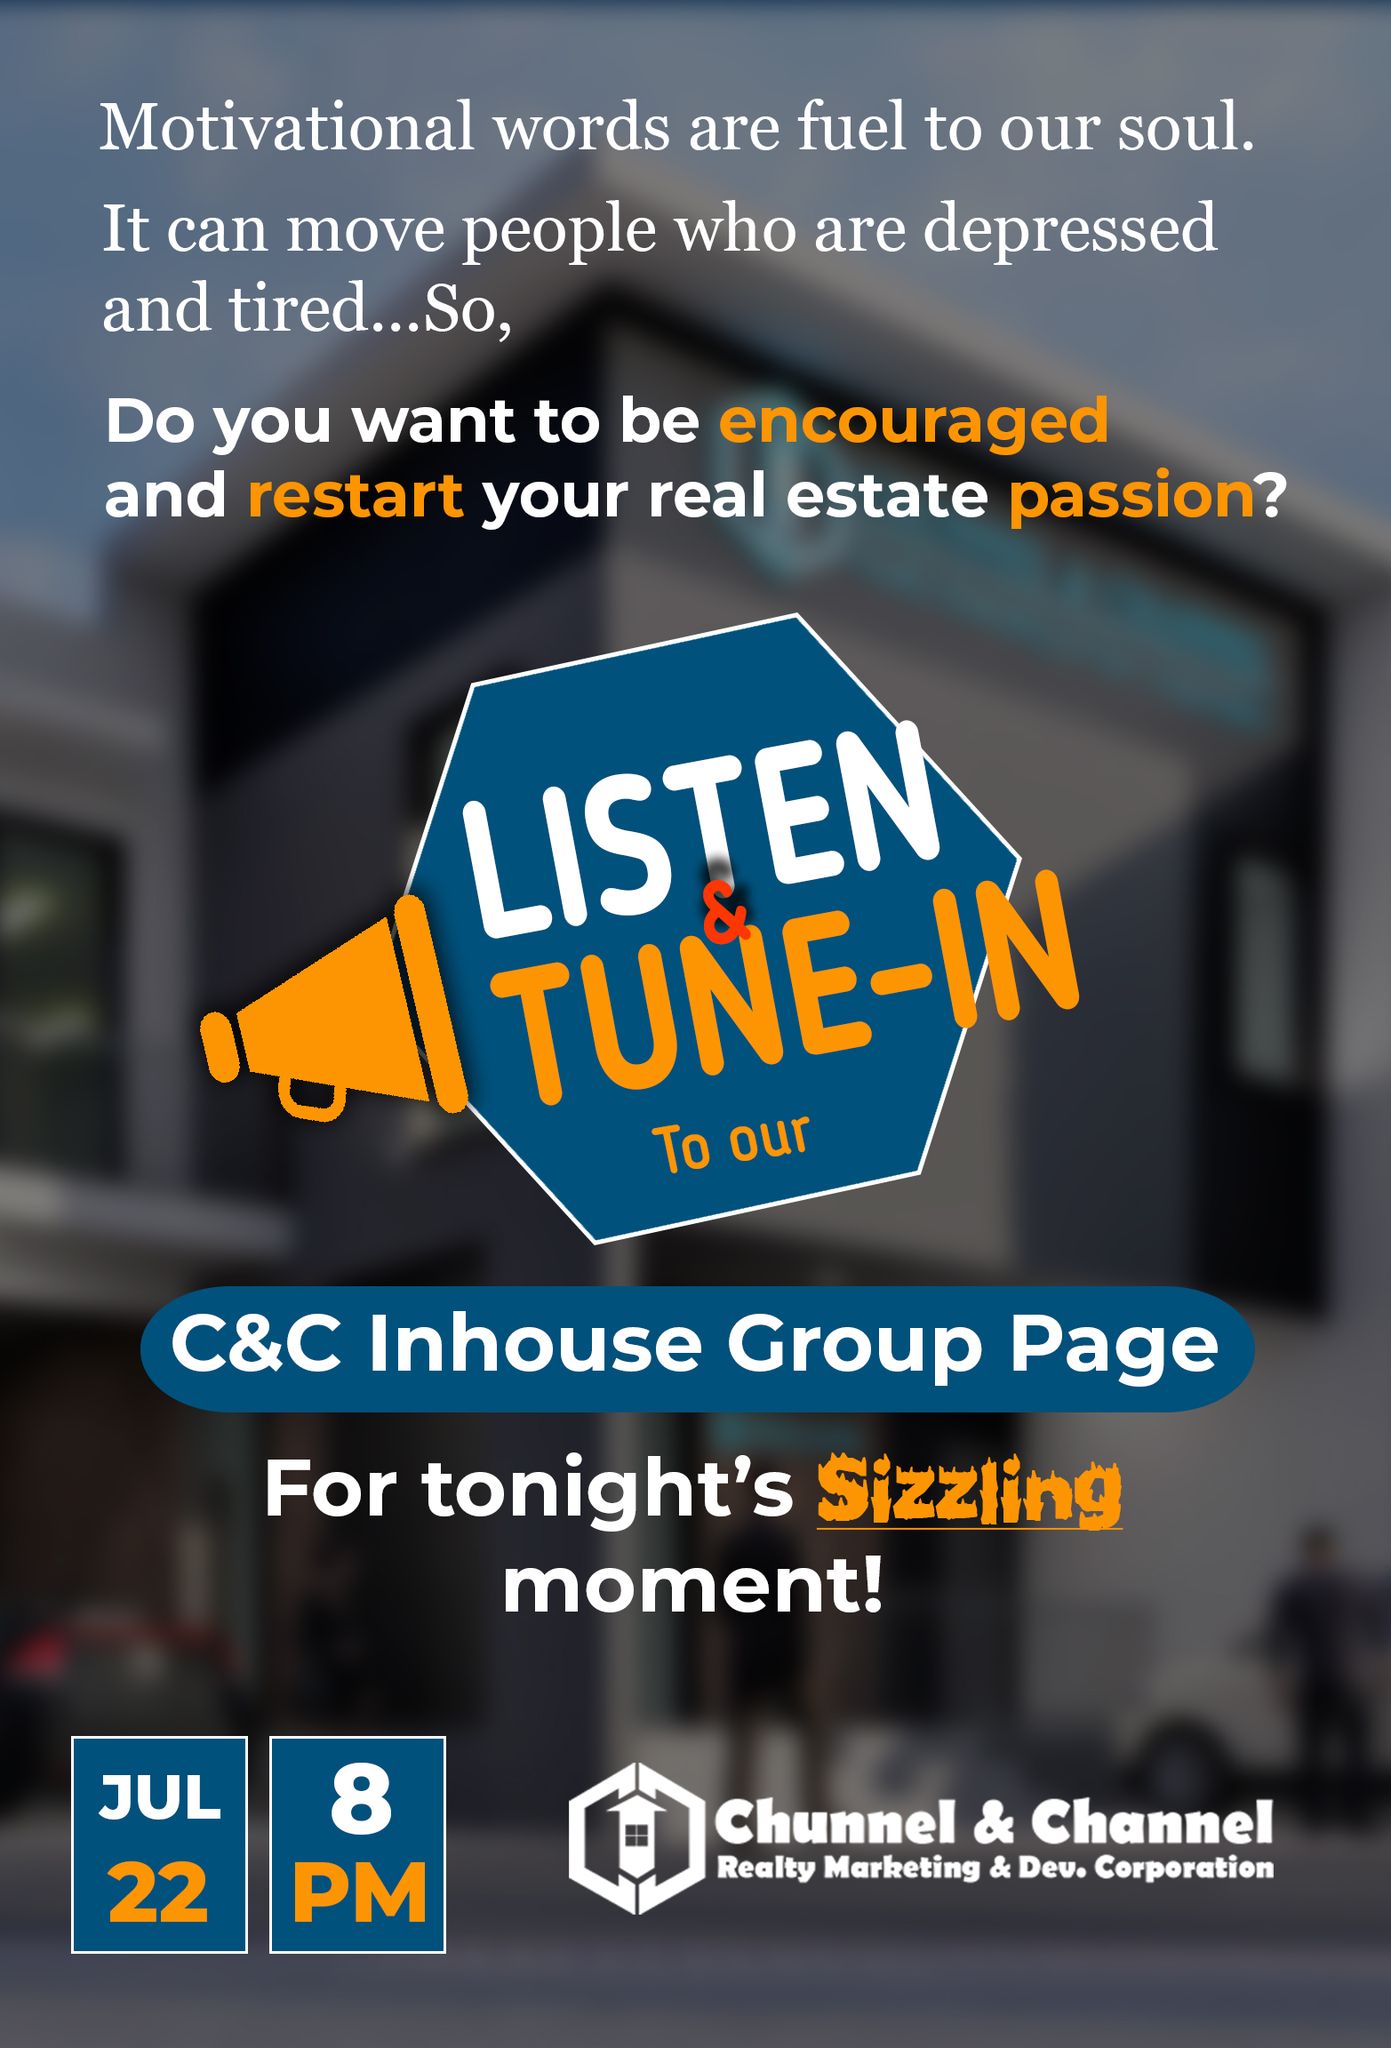 Motivational words are fuel to our soul.
It can move people who are depressed
and tired...So,
Do you want to be encouraged
and restart your real estate passion?
LISTEN
&
TUNE-IN
To our
C&C Inhouse Group Page
For tonight's Sizzling
moment!
JUL
22
8
PM
Chunnel & Channel
Realty Marketing & Dev. Corporation